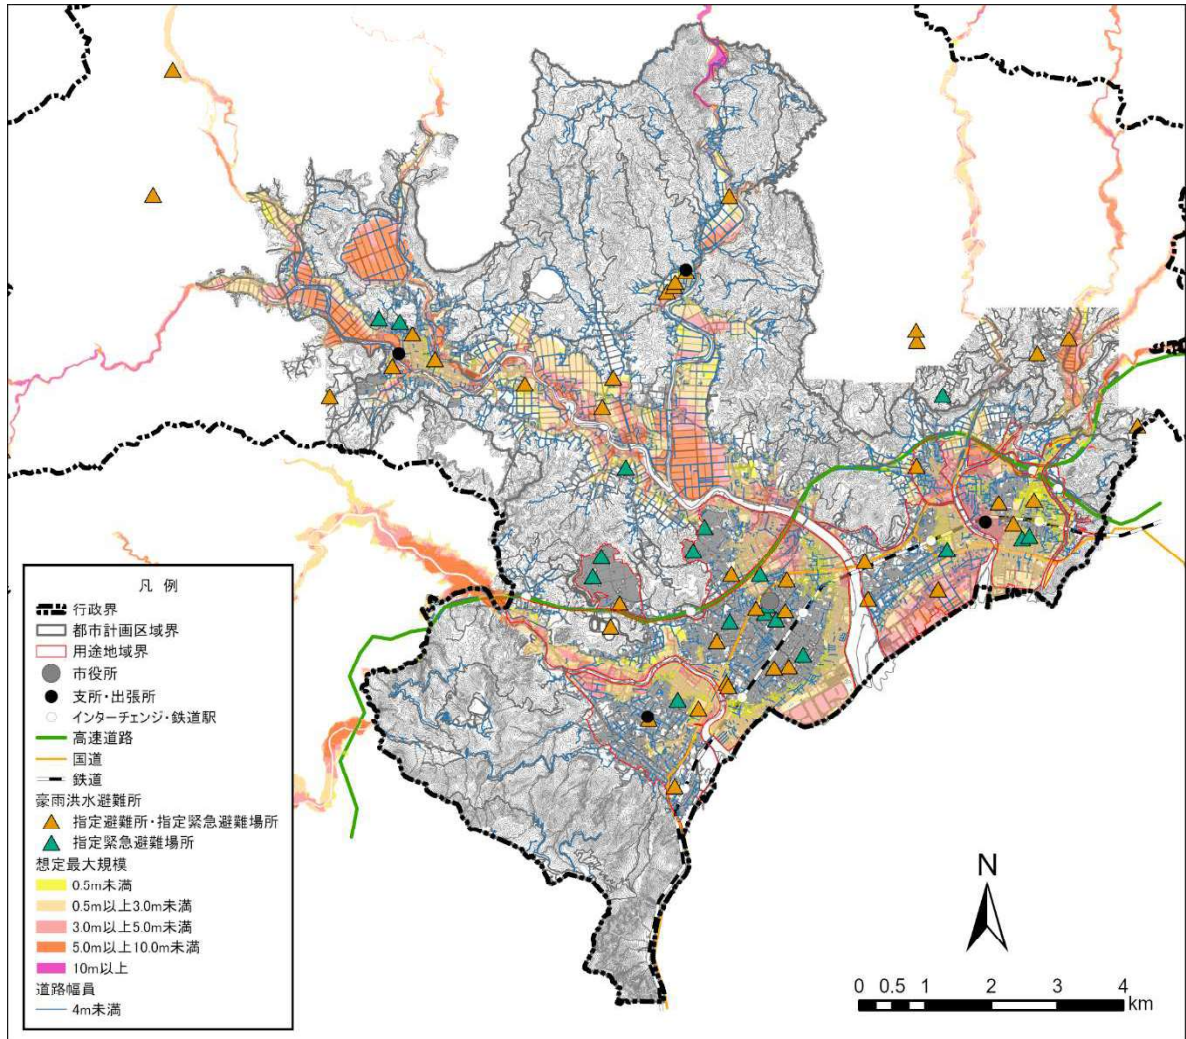 凡 例
行政界
都市計画区域界
用途地域界
市役所
支所・出張所
インターチェンジ・鉄道駅
高速道路
国道
鉄道
豪雨洪水避難所
指定避難所・指定緊急避難場所
指定緊急避難場所
想定最大規模
0.5m未満
0.5m以上3.0m未満
3.0m以上5.0m未満
5.0m以上10.0m未満
10m以上
道路幅員
4m未満
N
0 0.5 1 2 3 4
km